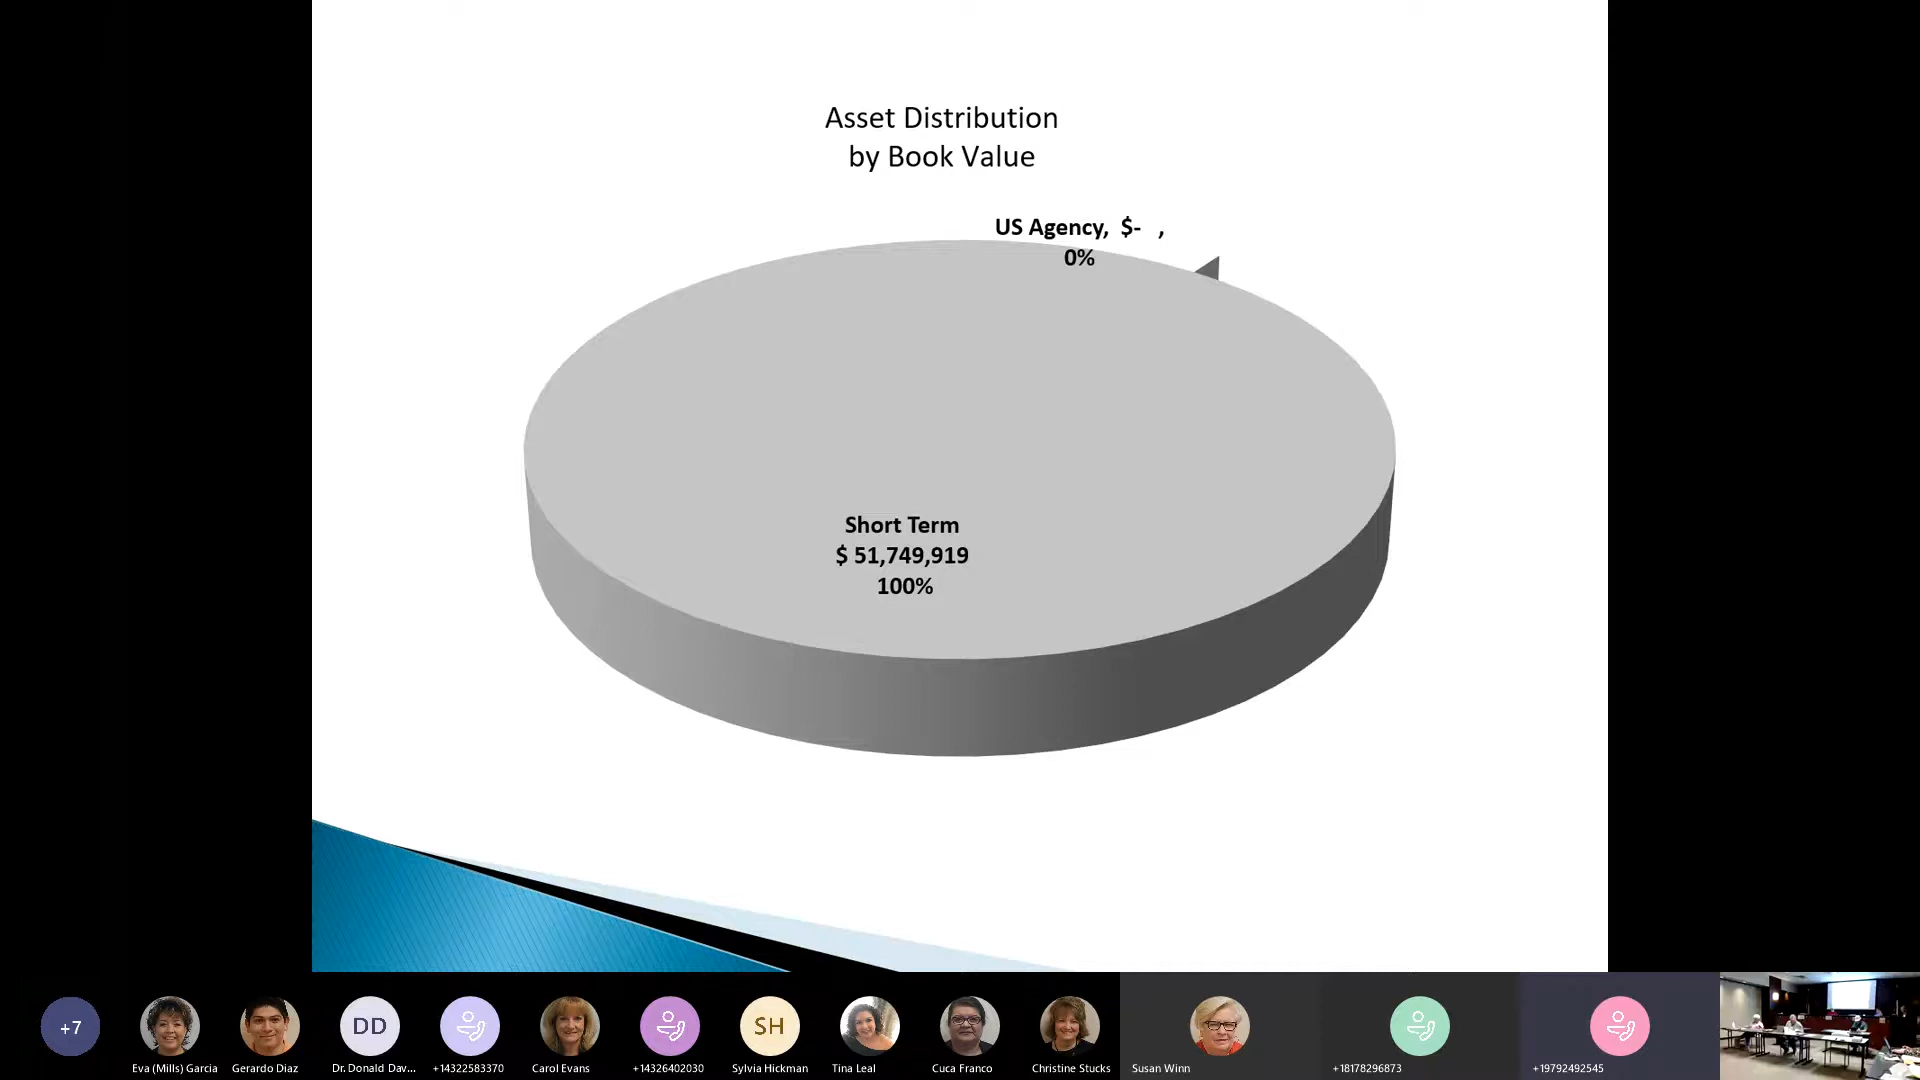 Asset Distribution
by Book Value
US Agency, $- ,
0%
Short Term
$ 51,749,919
100%
+7
DD
SH
Eva (Mills) Garcia
Gerardo Diaz
Dr. Donald Dav...
+14322583370
Carol Evans
+14326402030
Sylvia Hickman
Tina Leal
Cuca Franco
Christine Stucks
Susan Winn
+18178296873
+19792492545